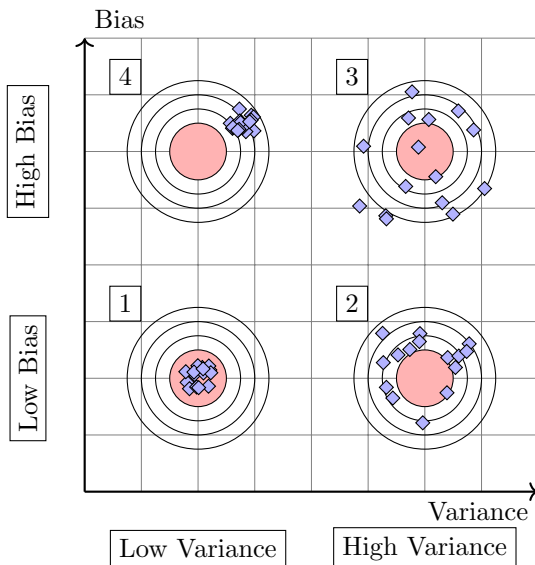 Bias
4
3
High Bias
1
2
Low Bias
Variance
Low Variance
High Variance